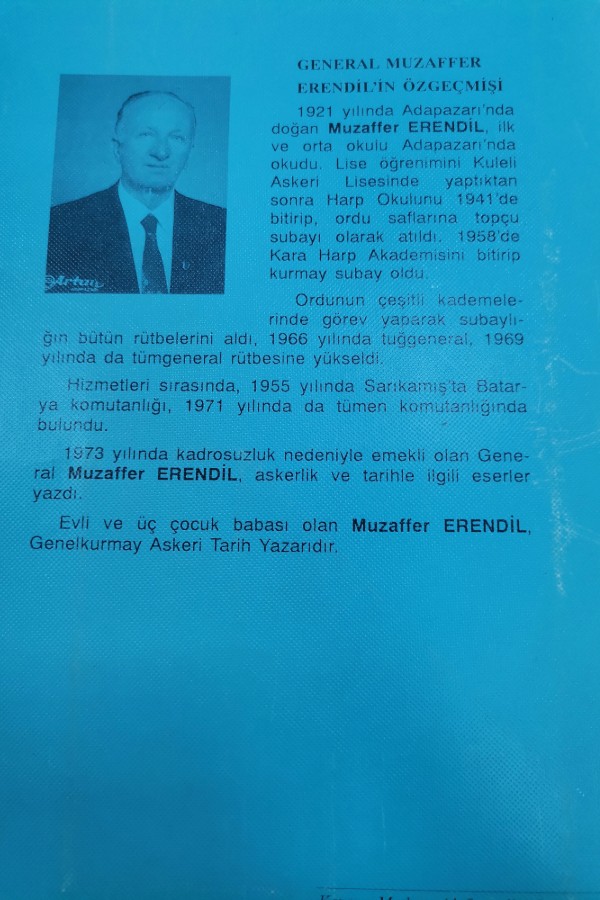 GENERAL MUZAFFER
ERENDİL'İN ÖZGEÇMİŞİ
1921 yılında Adapazarı'nda
doğan Muzaffer ERENDİL, ilk
ve orta okulu Adapazarı'nda
okudu. Lise öğrenimini Kuleli
Askeri Lisesinde yaptıktan
sonra Harp Okulunu 1941'de
bitirip, ordu saflarına topçu
subayı olarak atıldı. 1958'de
Kara Harp Akademisini bitirip
kurmay subay oldu.
Ordunun çeşitli kademele-
rinde görev yaparak subaylı-
ğın bütün rütbelerini aldı, 1966 yılında tuğgeneral, 1969
yılında da tümgeneral rütbesine yükseldi.
Hizmetleri sırasında, 1955 yılında Sarıkamış'ta Batar-
ya komutanlığı, 1971 yılında da tümen komutanlığında
bulundu.
1973 yılında kadrosuzluk nedeniyle emekli olan Gene-
ral Muzaffer ERENDİL, askerlik ve tarihle ilgili eserler
yazdı.
Evli ve üç çocuk babası olan Muzaffer ERENDİL,
Genelkurmay Askeri Tarih Yazarıdır.